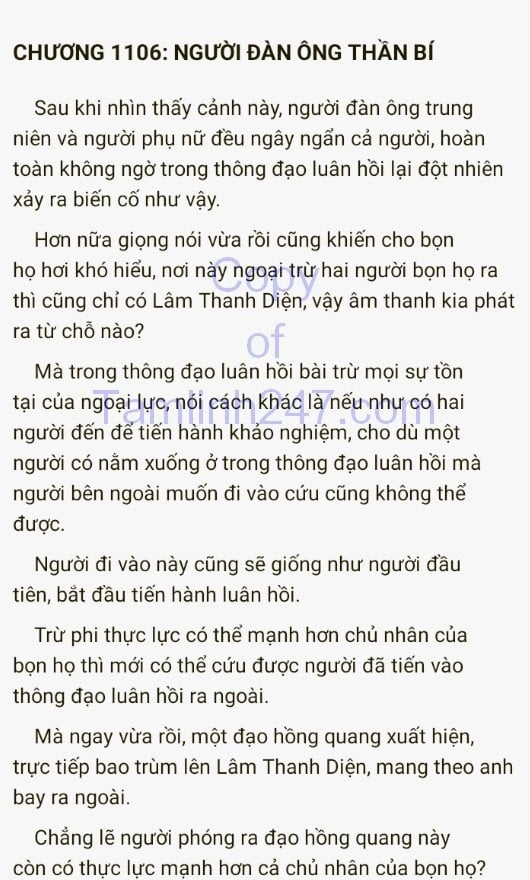 CHƯƠNG 1106: NGƯỜI ĐÀN ÔNG THẦN BÍ
Sau khi nhìn thấy cảnh này, người đàn ông trung
niên và người phụ nữ đều ngây ngẩn cả người, hoàn
toàn không ngờ trong thông đạo luân hồi lại đột nhiên
xảy ra biến cố như vậy.
Hơn nữa giọng nói vừa rồi cũng khiến cho bọn
họ hơi khó hiểu, nơi này ngoại trừ hai người bọn họ ra
Copy
thì cũng chỉ có Lâm Thanh Diện, vậy âm thanh kia phát
ra từ chỗ nào?
of
Mà trong thông đạo luân hồi bài trừ mọi sự tồn
tại của ngoại lực, nói cách khác là nếu như có hai
Tamlinh247.com
người đến để tiến hành khảo nghiệm, cho dù một
người có nằm xuống ở trong thông đạo luân hồi mà
người bên ngoài muốn đi vào cứu cũng không thể
được.
Người đi vào này cũng sẽ giống như người đầu
tiên, bắt đầu tiến hành luân hồi.
Trừ phi thực lực có thể mạnh hơn chủ nhân của
bọn họ thì mới có thể cứu được người đã tiến vào
thông đạo luân hồi ra ngoài.
Mà ngay vừa rồi, một đạo hồng quang xuất hiện,
trực tiếp bao trùm lên Lâm Thanh Diện, mang theo anh
bay ra ngoài.
Chẳng lẽ người phóng ra đạo hồng quang này
còn có thực lực mạnh hơn cả chủ nhân của bọn họ?